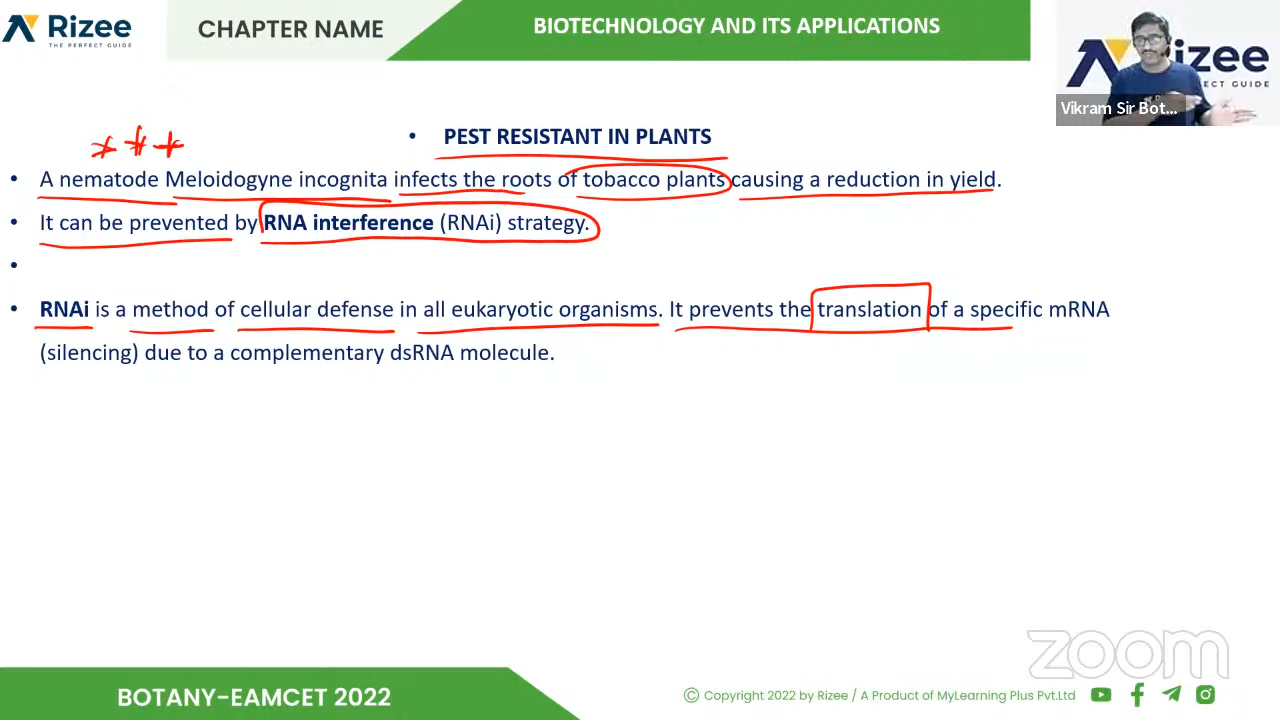 Rizee
THE PERFECT GUIDE
CHAPTER NAME
BIOTECHNOLOGY AND ITS APPLICATIONS
izee
RFECT GUIDE
Vikram Sir Bot...
• PEST RESISTANT IN PLANTS
• A nematode Meloidogyne incognita infects the roots of tobacco plants causing a reduction in yield.
• It can be prevented by RNA interference (RNAi) strategy.
•
• RNAi is a method of cellular defense in all eukaryotic organisms. It prevents the translation of a specific mRNA
(silencing) due to a complementary dsRNA molecule.
zoom
BOTANY-EAMCET 2022
© Copyright 2022 by Rizee / A Product of MyLearning Plus Pvt.Ltd